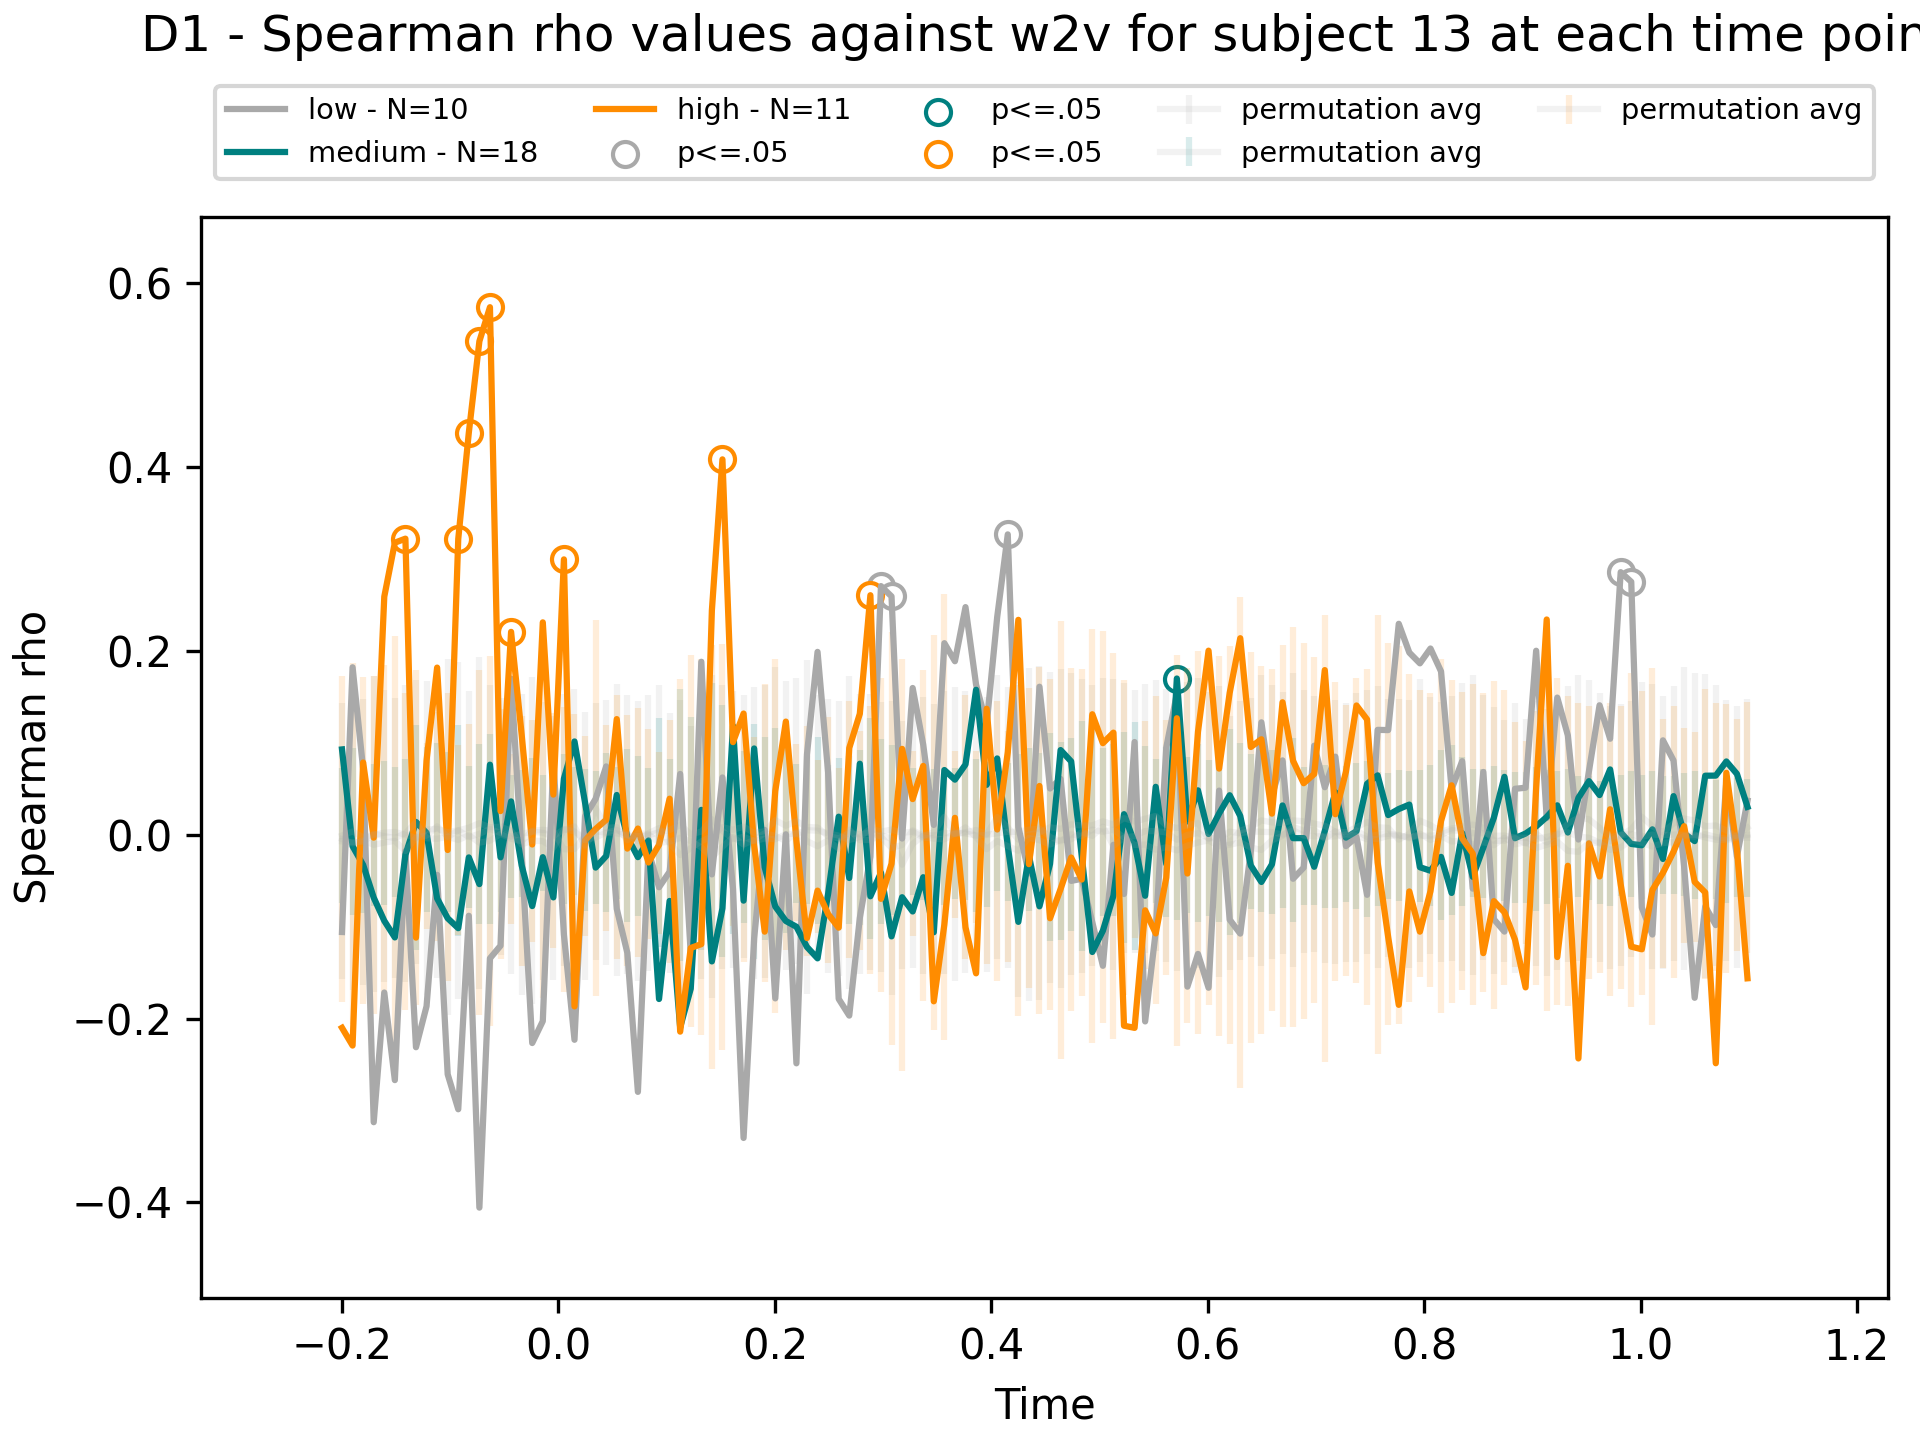 D1 - Spearman rho values against w2v for subject 13 at each time poin
low - N=10
medium - N=18
high - N=11
p<=.05
p<=.05
p<=.05
permutation avg
permutation avg
permutation avg
Spearman rho
0.6
0.4
0.2
0.0
−0.2
−0.4
−0.2 0.0 0.2 0.4 0.6 0.8 1.0 1.2
Time